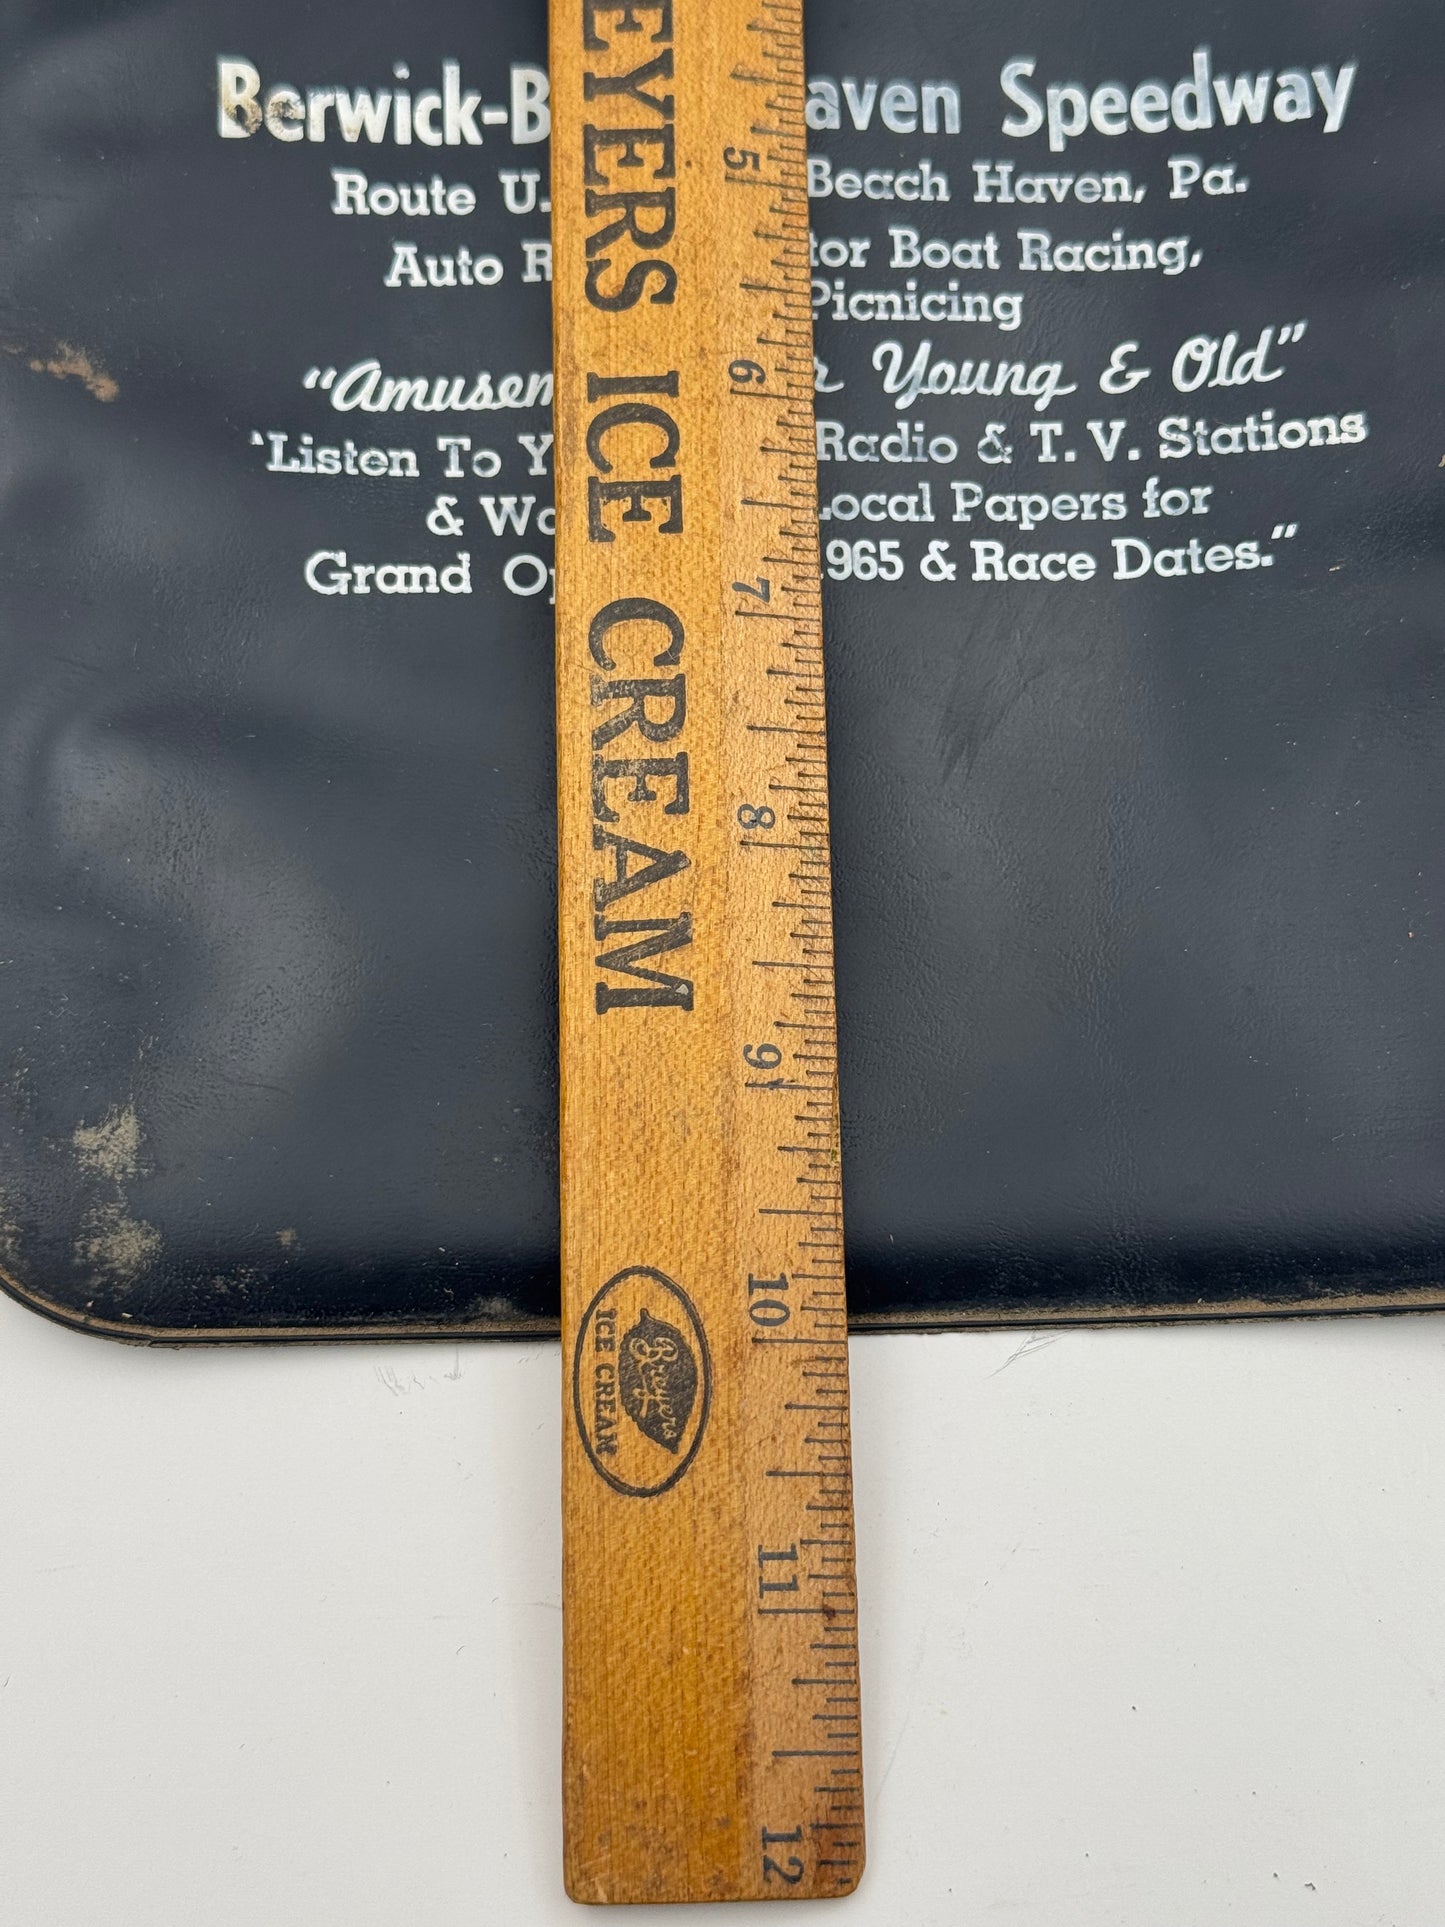 Berwick-B aven Speedway
Route U. Beach Haven, Pa.
Auto R tor Boat Racing,
Picnicing
"Amusem r Young & Old"
'Listen To Y Radio & T. V. Stations
& Wa Local Papers for
Grand Op 1965 & Race Dates."
EYERS ICE CREAM
5
6
7
8
9
10
11
12
Breyers
ICE CREAM